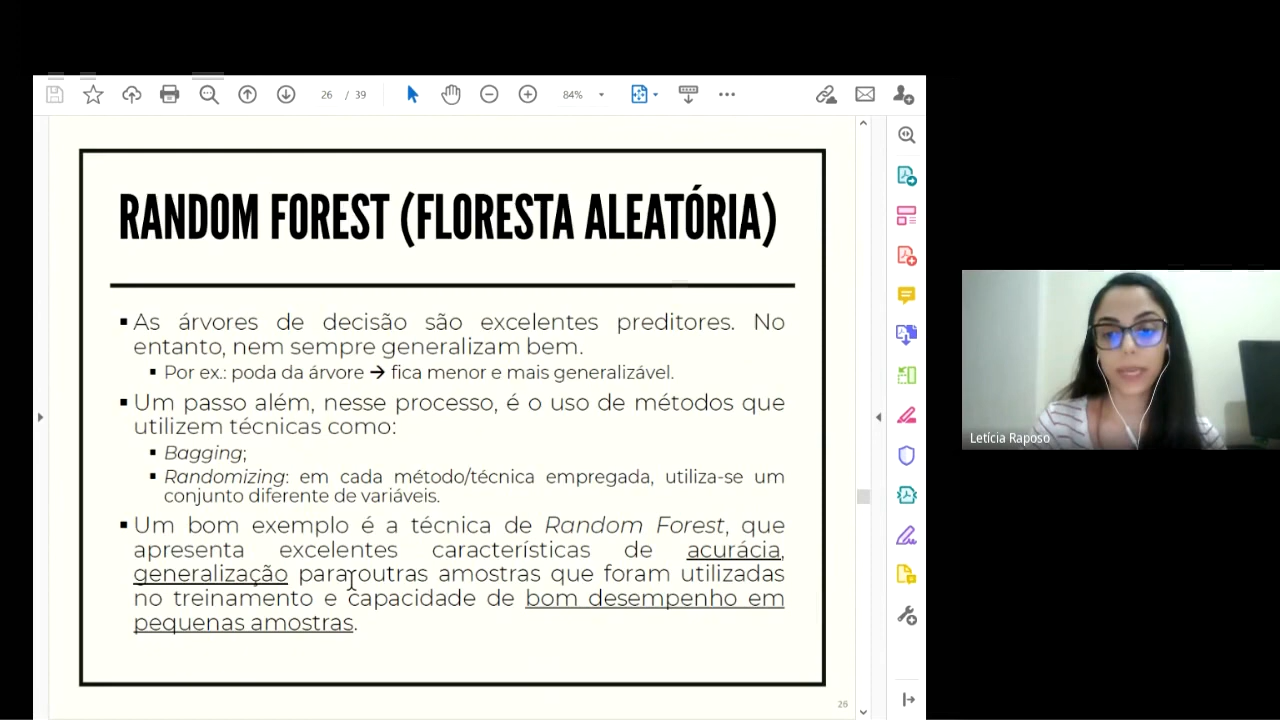 26 / 39
84%
RANDOM FOREST (FLORESTA ALEATÓRIA)
▪ As árvores de decisão são excelentes preditores. No
entanto, nem sempre generalizam bem.
▪ Por ex.: poda da árvore → fica menor e mais generalizável.
▪ Um passo além, nesse processo, é o uso de métodos que
utilizem técnicas como:
▪ Bagging;
▪ Randomizing: em cada método/técnica empregada, utiliza-se um
conjunto diferente de variáveis.
▪ Um bom exemplo é a técnica de Random Forest, que
apresenta excelentes características de acurácia,
generalização para outras amostras que foram utilizadas
no treinamento e capacidade de bom desempenho em
pequenas amostras.
26
Letícia Raposo